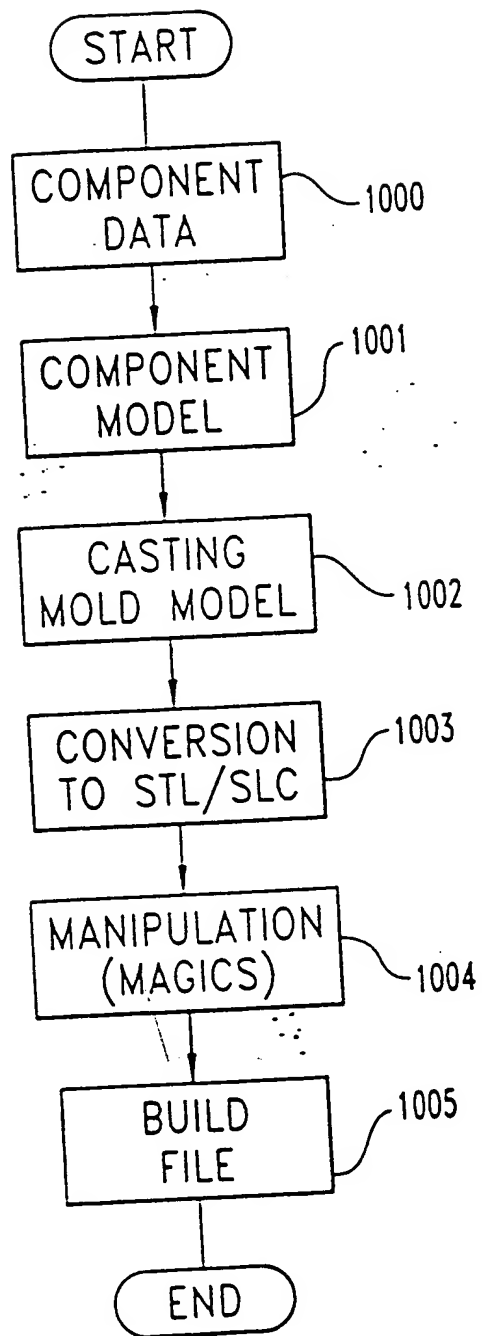 START
COMPONENT
DATA
1000
COMPONENT
MODEL
1001
CASTING
MOLD MODEL
1002
CONVERSION
TO STL/SLC
1003
MANIPULATION
(MAGICS)
1004
BUILD
FILE
1005
END